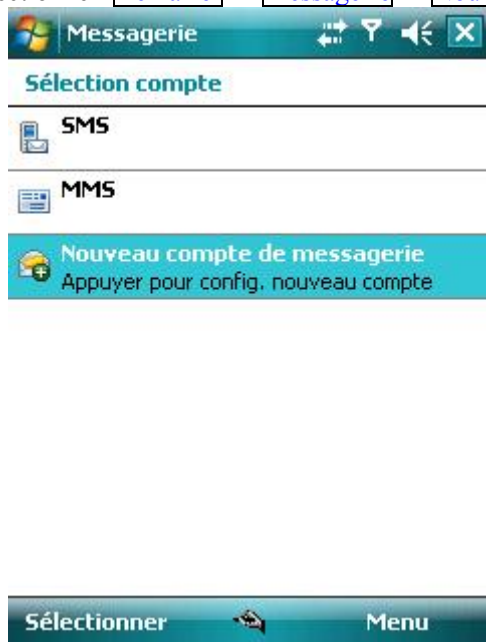 Messagerie
Sélection compte
SMS
MMS
Nouveau compte de messagerie
Appuyer pour config. nouveau compte
Sélectionner Menu